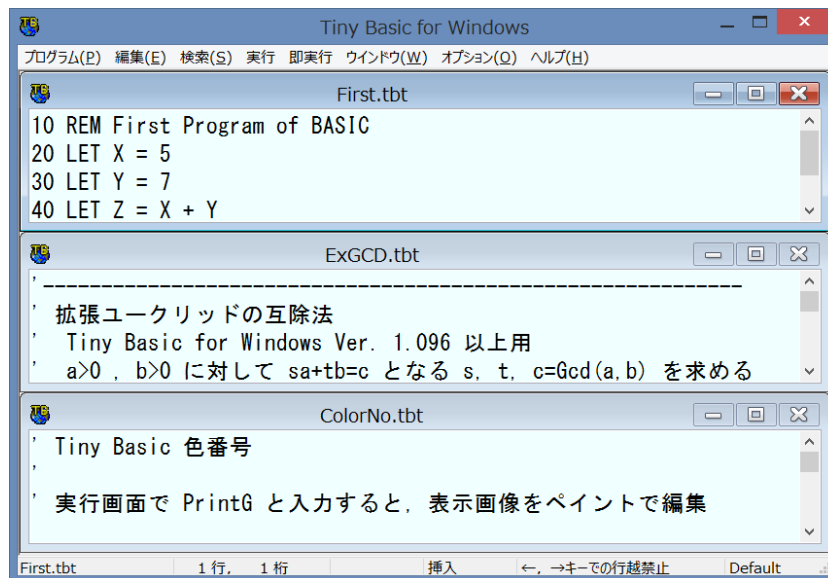 Tiny Basic for Windows
プログラム(P) 編集(E) 検索(S) 実行 即実行 ウインドウ(W) オプション(O) ヘルプ(H)
First.tbt
10 REM First Program of BASIC
20 LET X = 5
30 LET Y = 7
40 LET Z = X + Y
ExGCD.tbt
'-------------------------------------------------------------
' 拡張ユークリッドの互除法
' Tiny Basic for Windows Ver. 1.096 以上用
' a>0 , b>0 に対して sa+tb=c となる s, t, c=Gcd(a,b) を求める
ColorNo.tbt
' Tiny Basic 色番号
'
' 実行画面で PrintG と入力すると, 表示画像をペイントで編集
First.tbt 1 行, 1 桁 挿入 ←, →キーでの行越禁止 Default